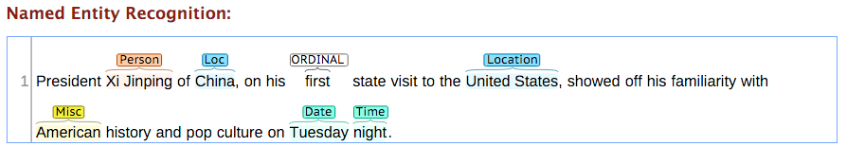 Named Entity Recognition:
Person Loc ORDINAL Location
1 President Xi Jinping of China, on his first state visit to the United States, showed off his familiarity with
Misc Date Time
American history and pop culture on Tuesday night.